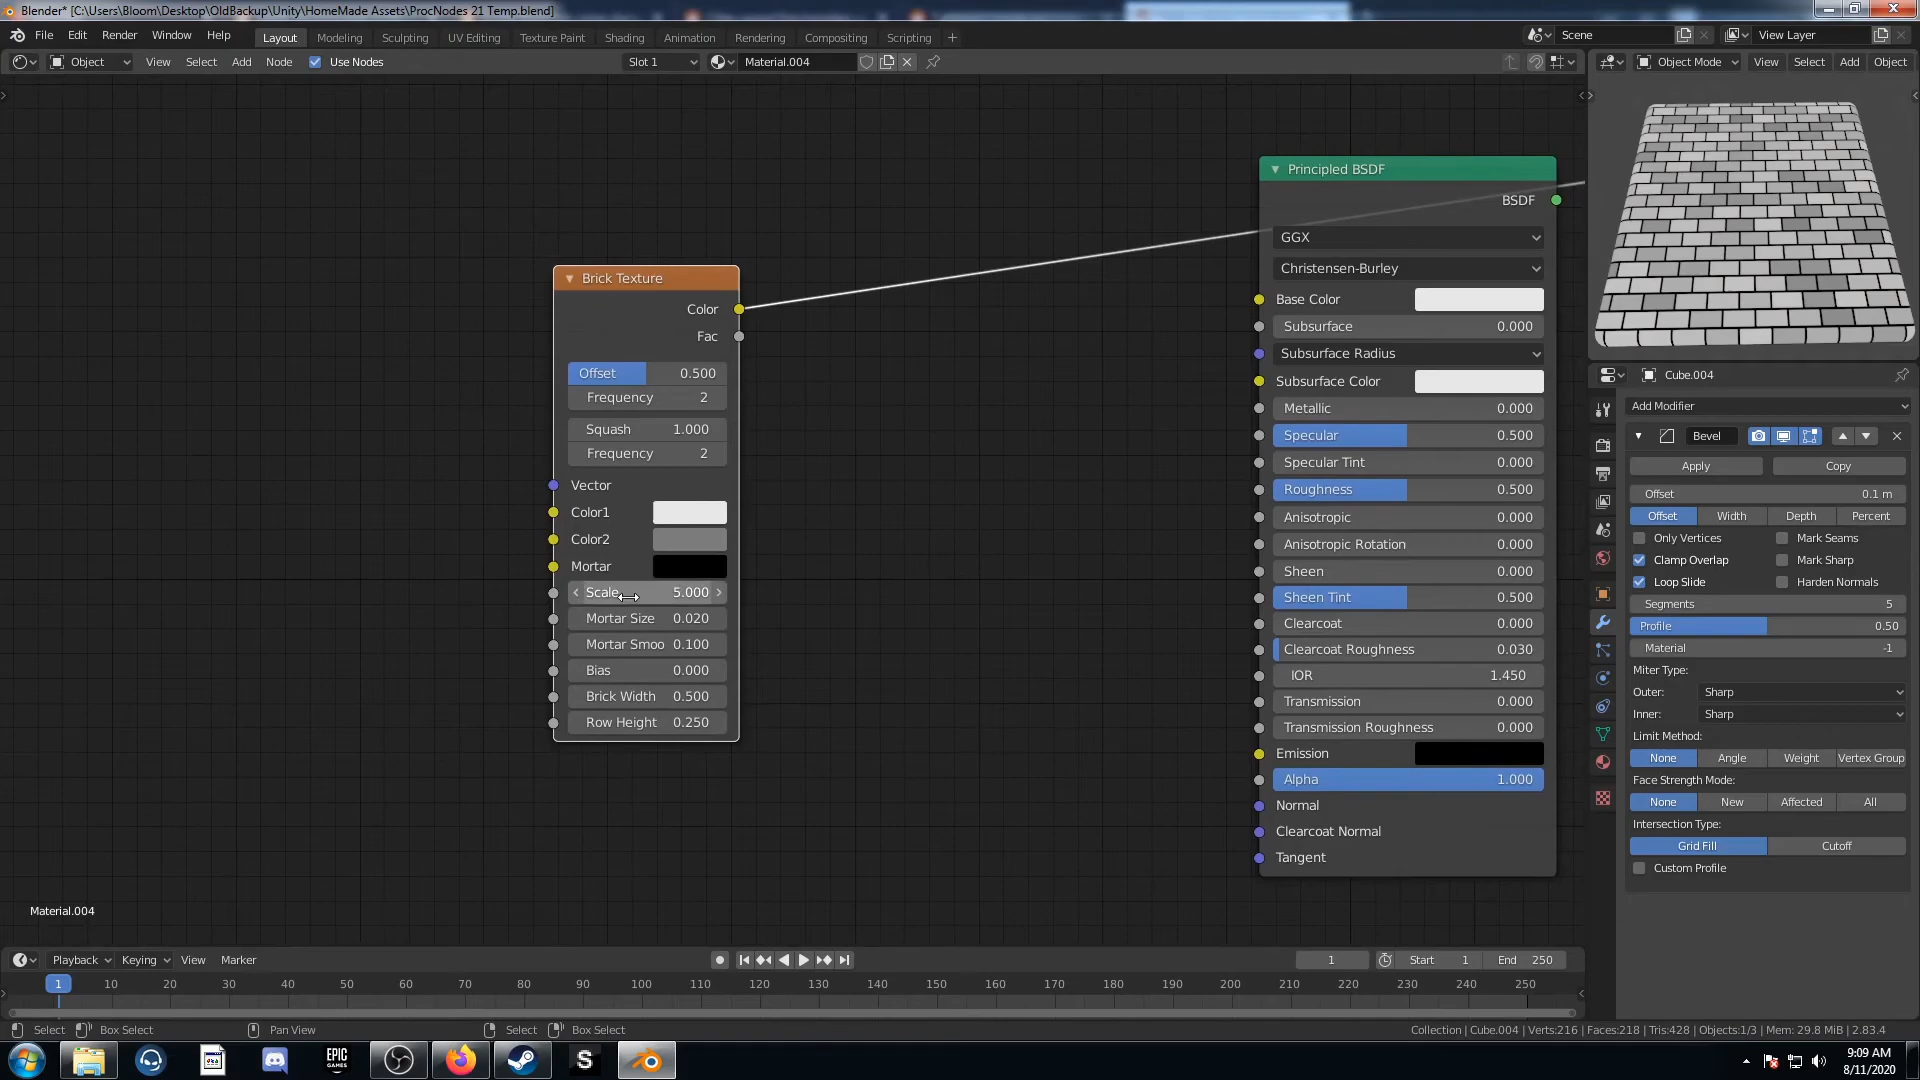 Blender* [C:\Users\Bloom\Desktop\OldBackup\Unity\HomeMade Assets\ProcNodes 21 Temp.blend]
File Edit Render Window Help Layout Modeling Sculpting UV Editing Texture Paint Shading Animation Rendering Compositing Scripting + Scene View Layer
Object View Select Add Node Use Nodes Slot 1 Material.004 Object Mode View Select Add Object
Brick Texture
Color
Fac
Offset 0.500
Frequency 2
Squash 1.000
Frequency 2
Vector
Color1
Color2
Mortar
Scale 5.000
Mortar Size 0.020
Mortar Smoo 0.100
Bias 0.000
Brick Width 0.500
Row Height 0.250
Principled BSDF
BSDF
GGX
Christensen-Burley
Base Color
Subsurface 0.000
Subsurface Radius
Subsurface Color
Metallic 0.000
Specular 0.500
Specular Tint 0.000
Roughness 0.500
Anisotropic 0.000
Anisotropic Rotation 0.000
Sheen 0.000
Sheen Tint 0.500
Clearcoat 0.000
Clearcoat Roughness 0.030
IOR 1.450
Transmission 0.000
Transmission Roughness 0.000
Emission
Alpha 1.000
Normal
Clearcoat Normal
Tangent
Cube.004
Add Modifier
Bevel
Apply Copy
Offset 0.1 m
Offset Width Depth Percent
Only Vertices Mark Seams
Clamp Overlap Mark Sharp
Loop Slide Harden Normals
Segments 5
Profile 0.50
Material -1
Miter Type:
Outer: Sharp
Inner: Sharp
Limit Method:
None Angle Weight Vertex Group
Face Strength Mode:
None New Affected All
Intersection Type:
Grid Fill Cutoff
Custom Profile
Material.004
Playback Keying View Marker 1 Start 1 End 250
1 10 20 30 40 50 60 70 80 90 100 110 120 130 140 150 160 170 180 190 200 210 220 230 240 250
Select Box Select Pan View Select Box Select Collection | Cube.004 | Verts:216 | Faces:218 | Tris:428 | Objects:1/3 | Mem: 29.8 MiB | 2.83.4
EPIC GAMES S
9:09 AM
8/11/2020